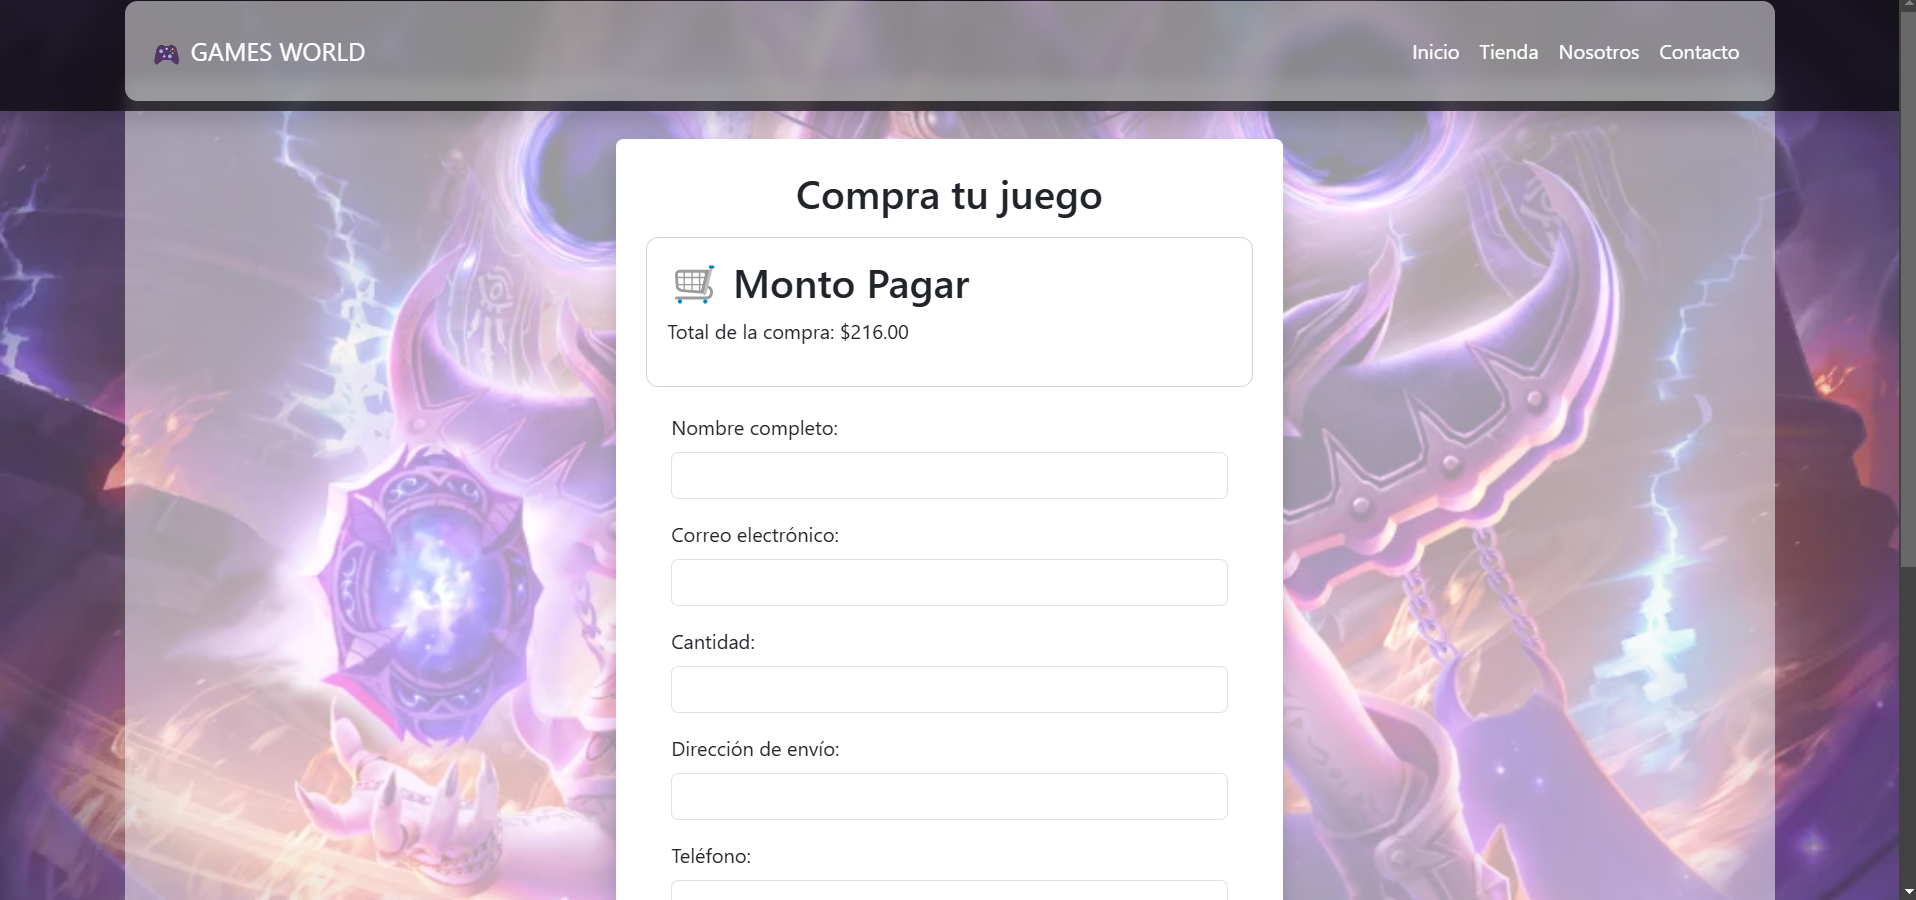 GAMES WORLD
Inicio Tienda Nosotros Contacto
Compra tu juego
Monto Pagar
Total de la compra: $216.00
Nombre completo:
Correo electrónico:
Cantidad:
Dirección de envío:
Teléfono: